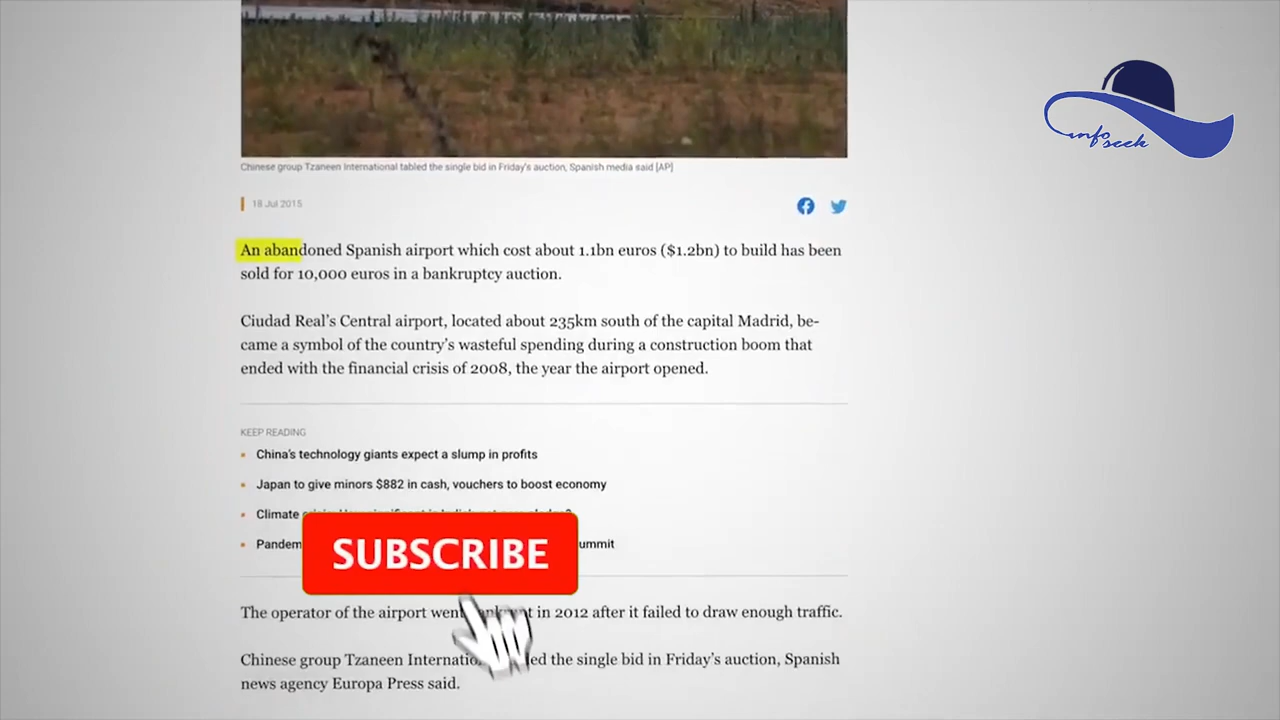 info
seek
Chinese group Tzaneen International tabled the single bid in Friday's auction, Spanish media said [AP]
18 Jul 2015
An abandoned Spanish airport which cost about 1.1bn euros ($1.2bn) to build has been
sold for 10,000 euros in a bankruptcy auction.
Ciudad Real's Central airport, located about 235km south of the capital Madrid, be-
came a symbol of the country's wasteful spending during a construction boom that
ended with the financial crisis of 2008, the year the airport opened.
KEEP READING
China's technology giants expect a slump in profits
Japan to give minors $882 in cash, vouchers to boost economy
Climate
SUBSCRIBE
The operator of the airport went in 2012 after it failed to draw enough traffic.
Chinese group Tzaneen the single bid in Friday's auction, Spanish
news agency Europa Press said.